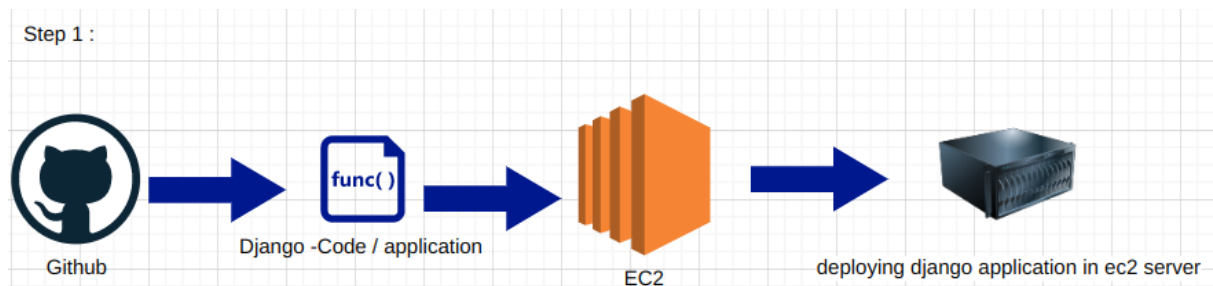 Step 1 :
func( )
Django -Code / application
Github
EC2
deploying django application in ec2 server